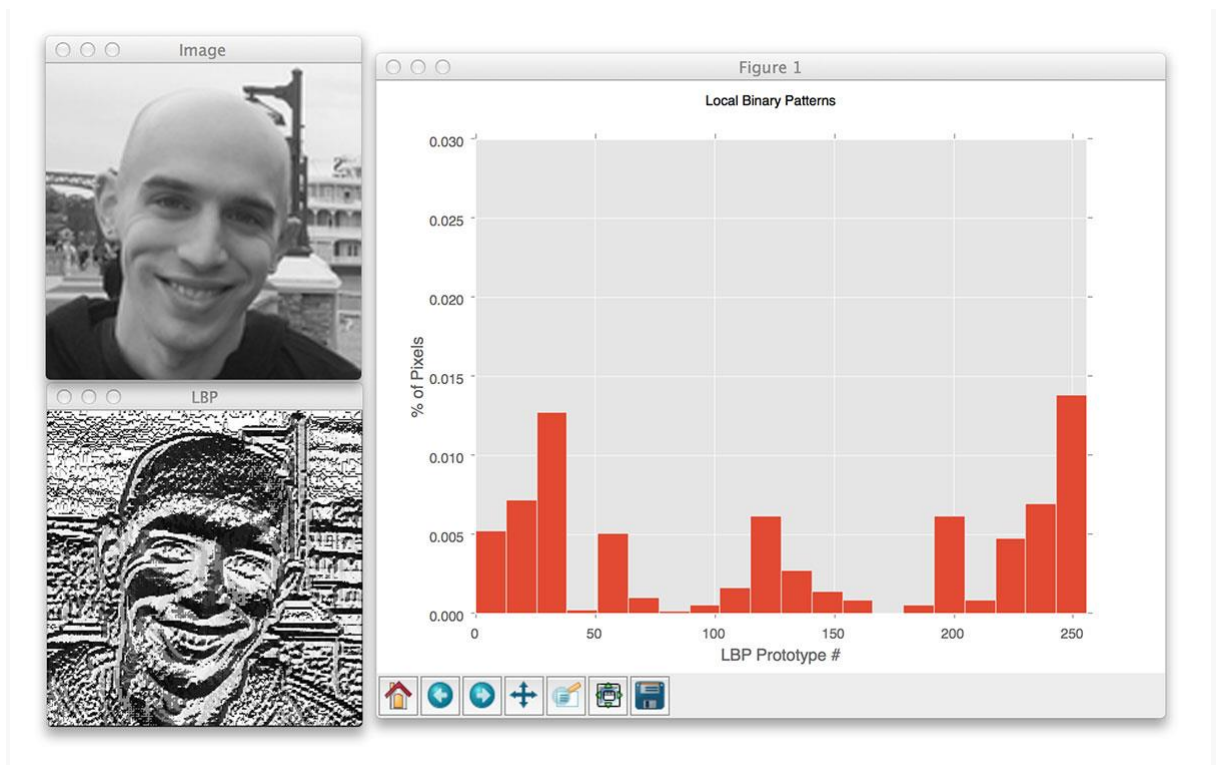 Image
LBP
Figure 1
Local Binary Patterns
0.030
0.025
0.020
0.015
0.010
0.005
0.000
% of Pixels
0 50 100 150 200 250
LBP Prototype #